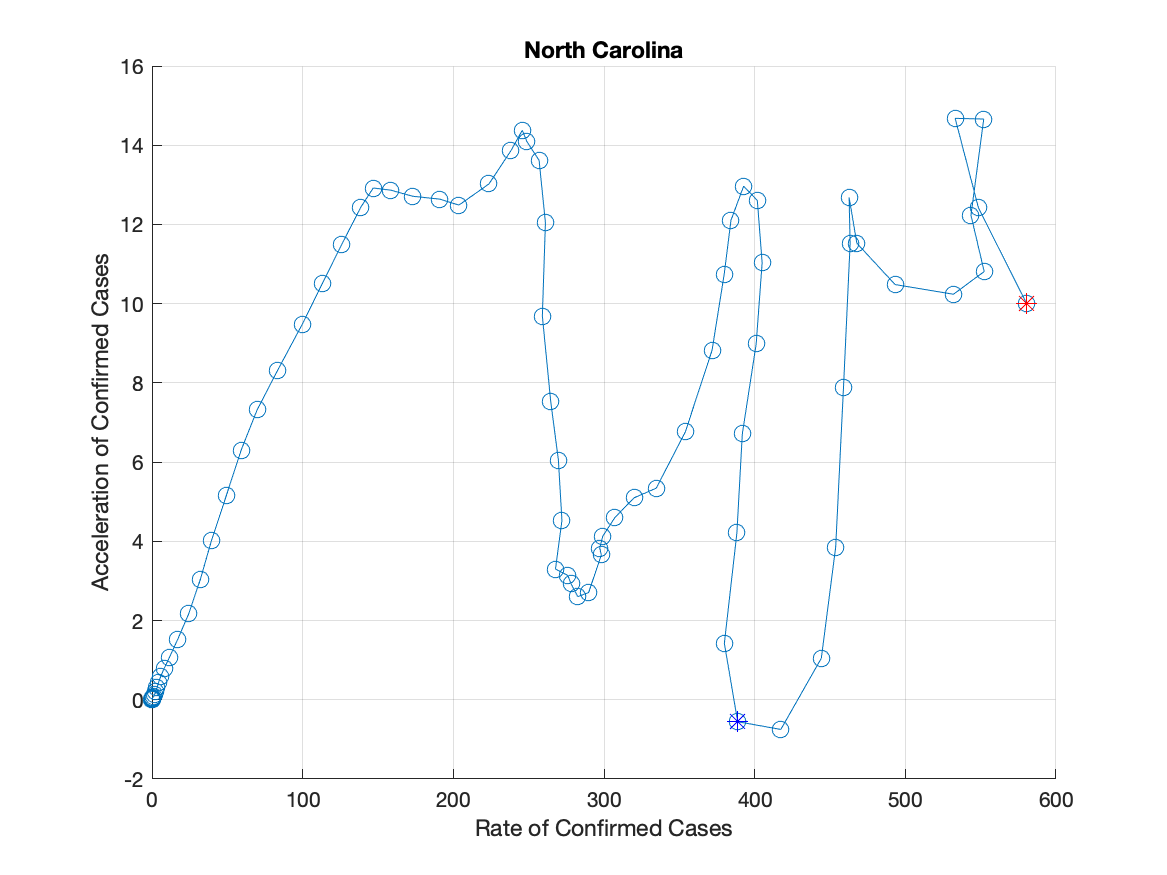 North Carolina
Acceleration of Confirmed Cases
16
14
12
10
8
6
4
2
0
-2
0 100 200 300 400 500 600
Rate of Confirmed Cases